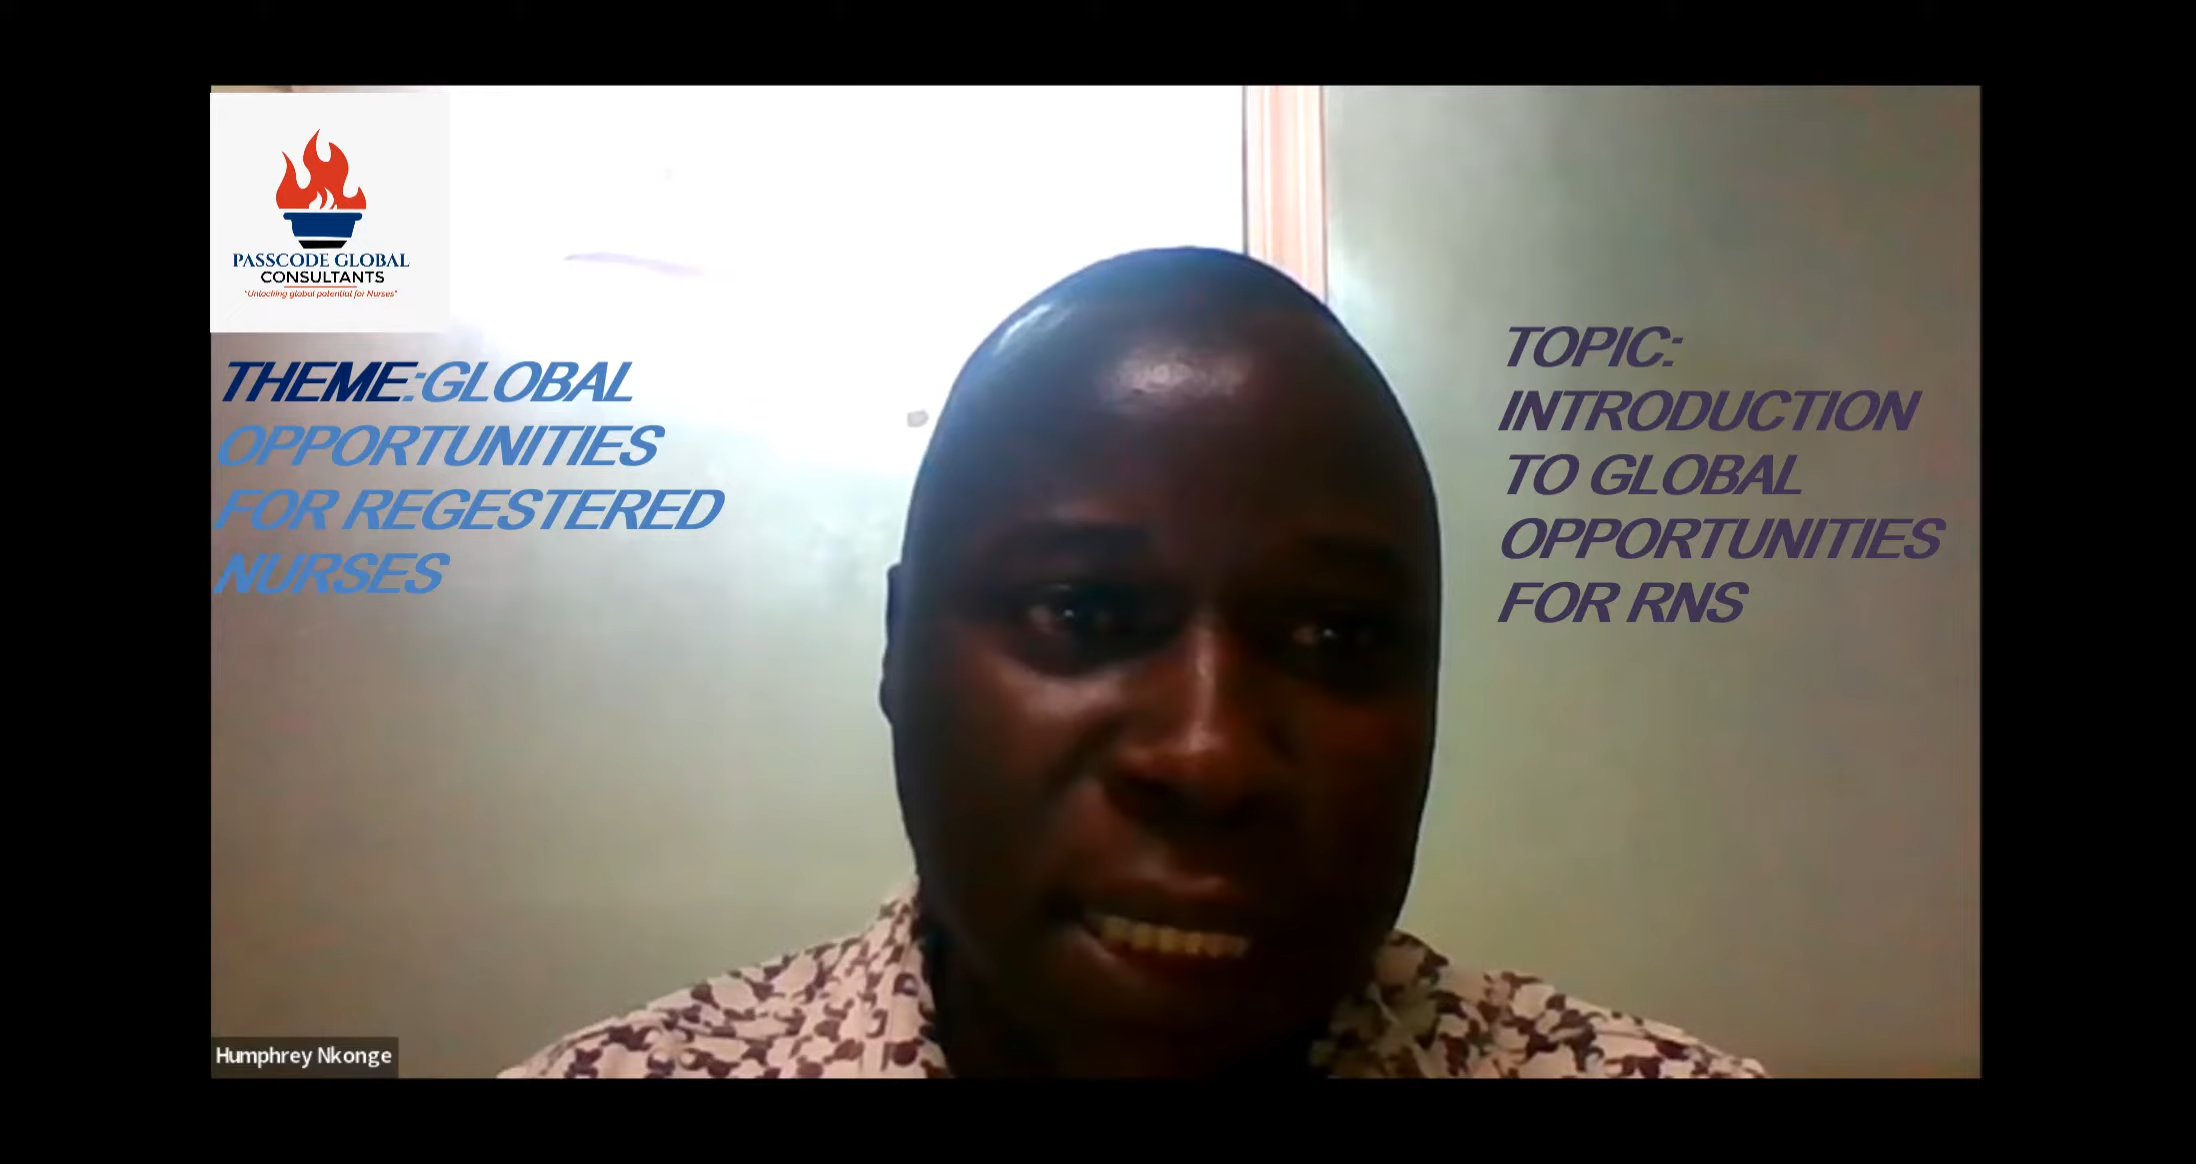 PASSCODE GLOBAL
CONSULTANTS
"Unlocking global potential for Nurses"
THEME:GLOBAL
OPPORTUNITIES
FOR REGESTERED
NURSES
TOPIC:
INTRODUCTION
TO GLOBAL
OPPORTUNITIES
FOR RNS
Humphrey Nkonge